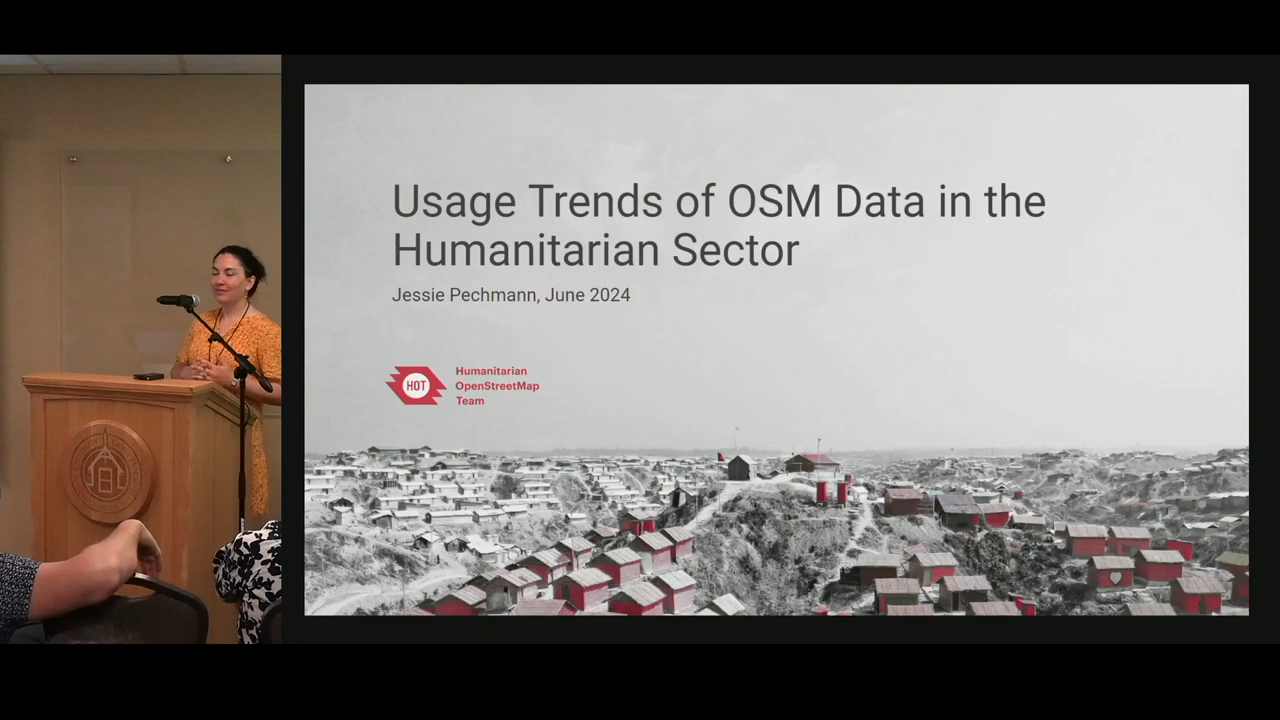 Usage Trends of OSM Data in the
Humanitarian Sector
Jessie Pechmann, June 2024
HOT
Humanitarian
OpenStreetMap
Team